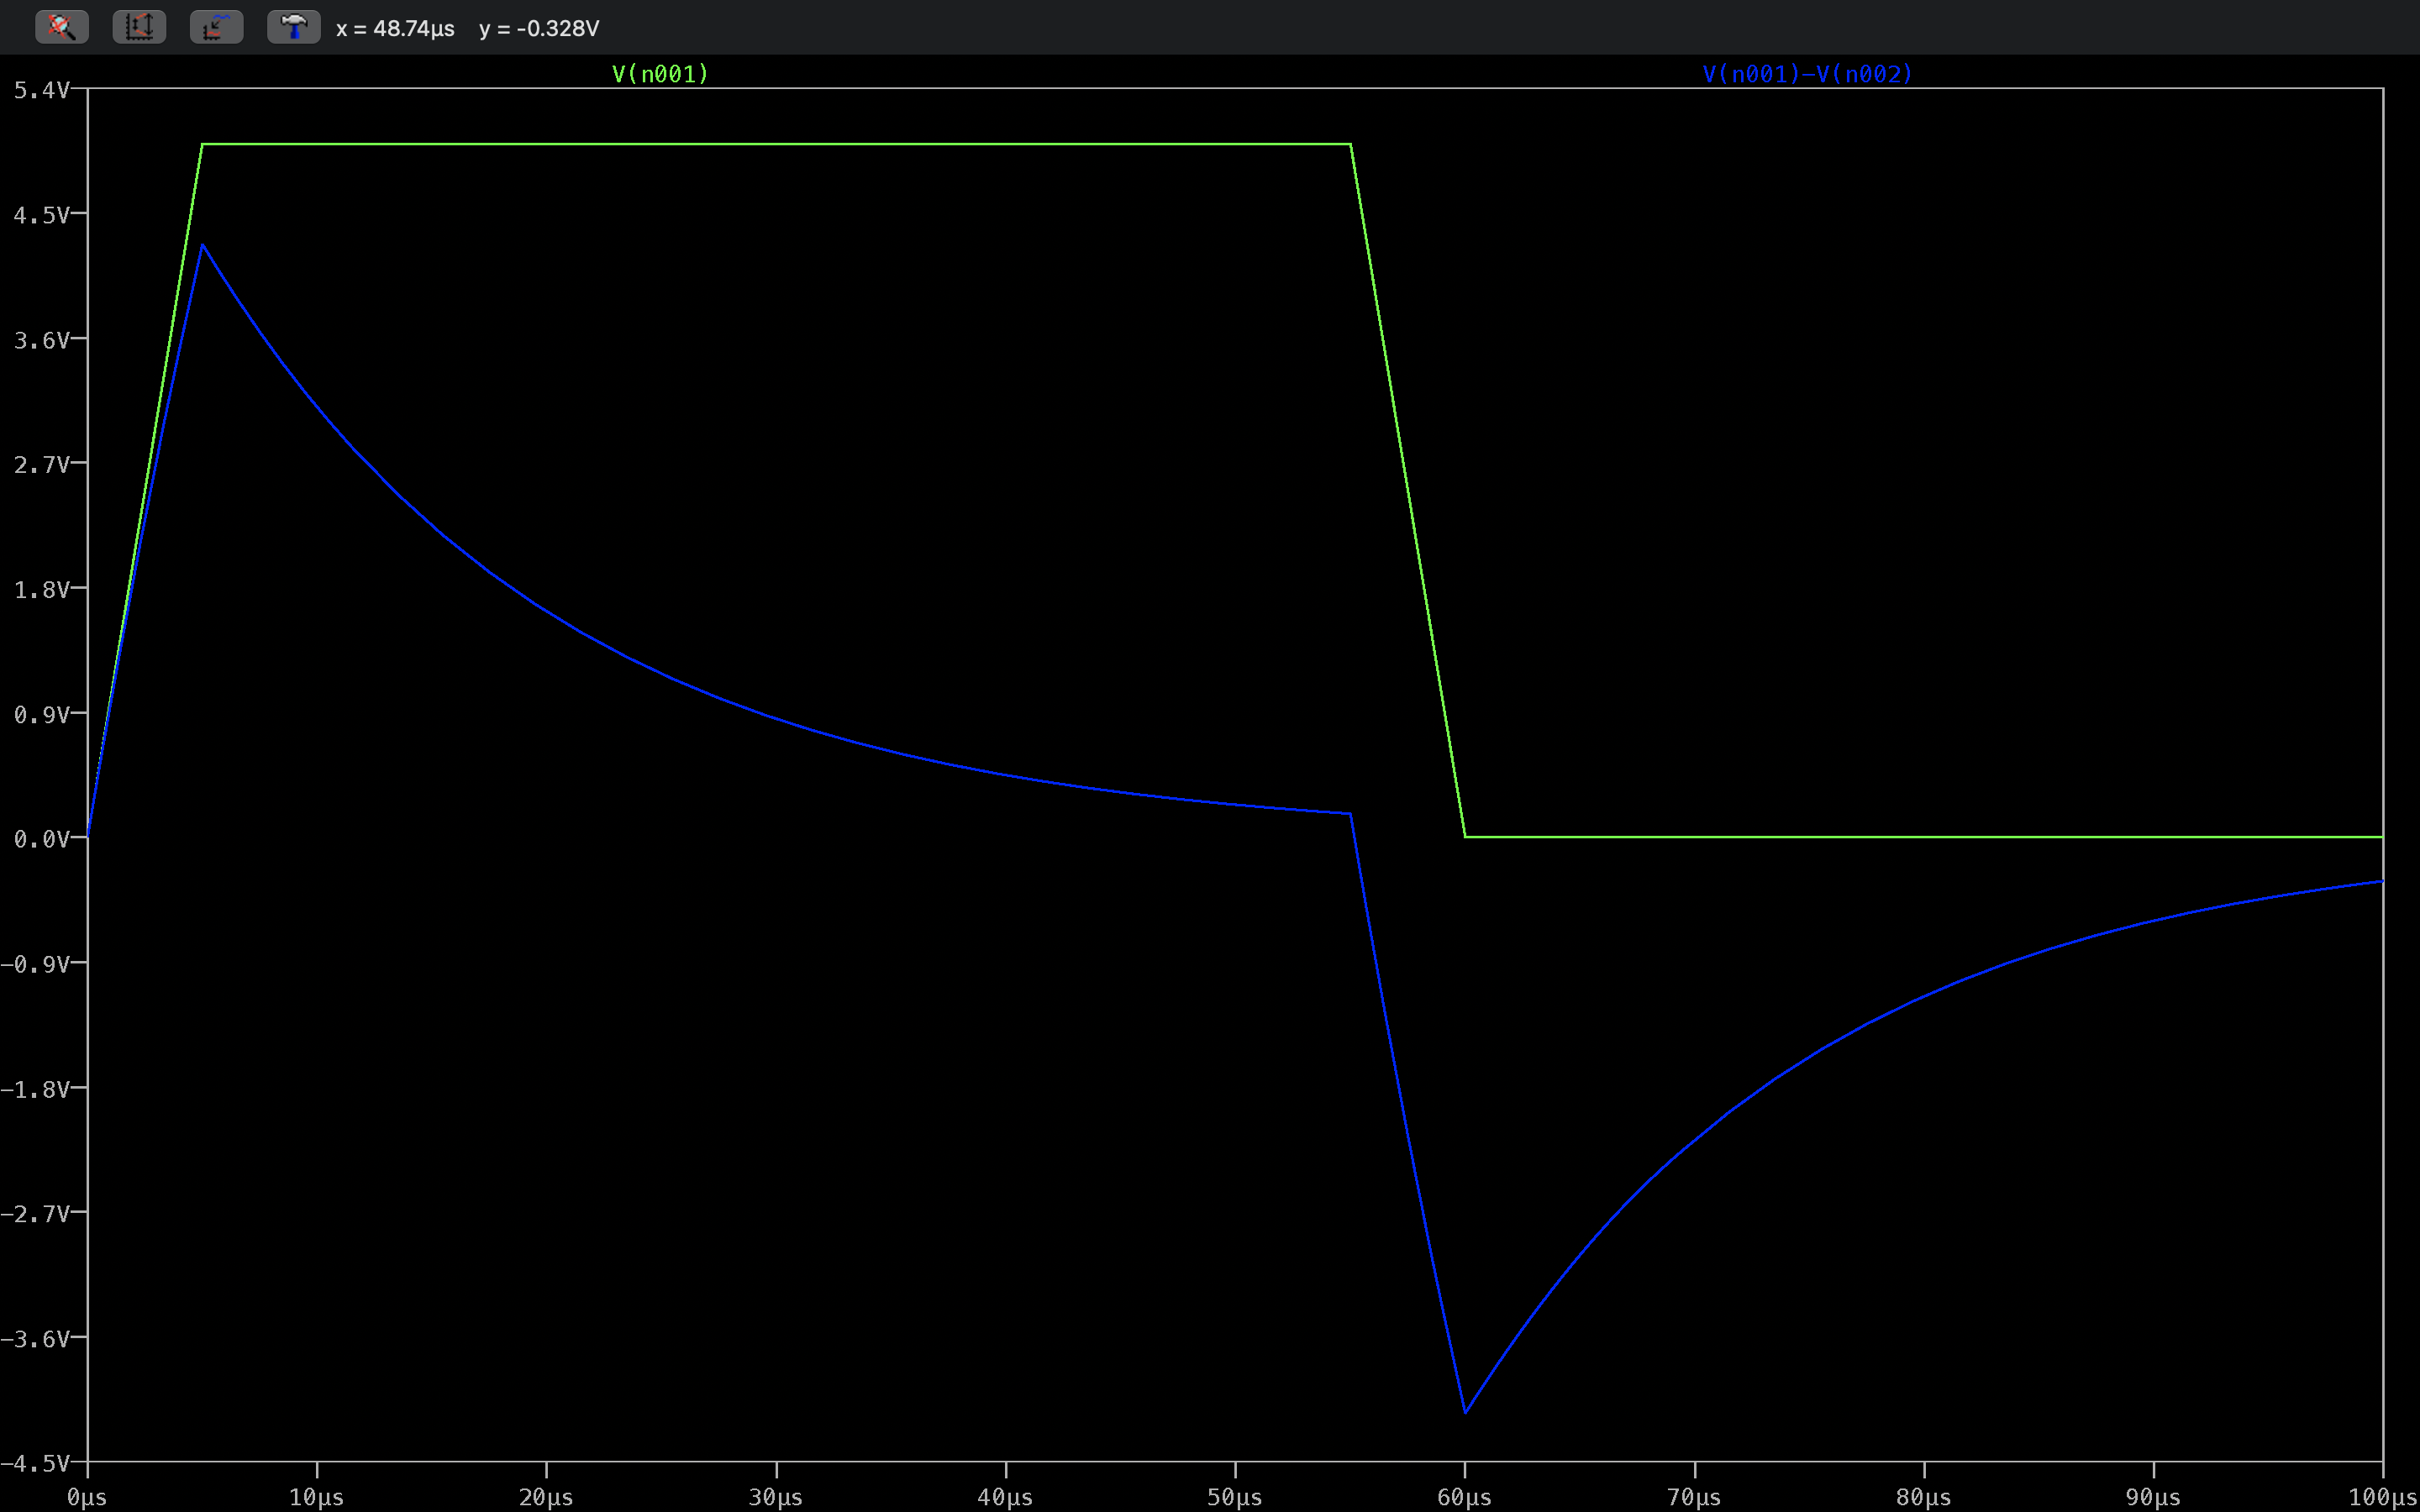 x = 48.74µs y = -0.328V
V(n001) V(n001)−V(n002)
5.4V
4.5V
3.6V
2.7V
1.8V
0.9V
0.0V
−0.9V
−1.8V
−2.7V
−3.6V
−4.5V
0µs 10µs 20µs 30µs 40µs 50µs 60µs 70µs 80µs 90µs 100µs